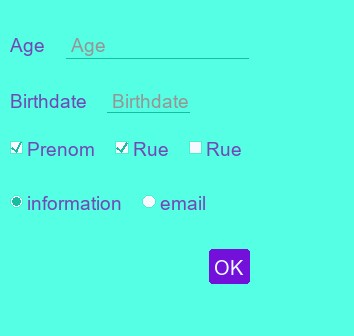 Age Age
Birthdate Birthdate
Prenom Rue Rue
information email
OK